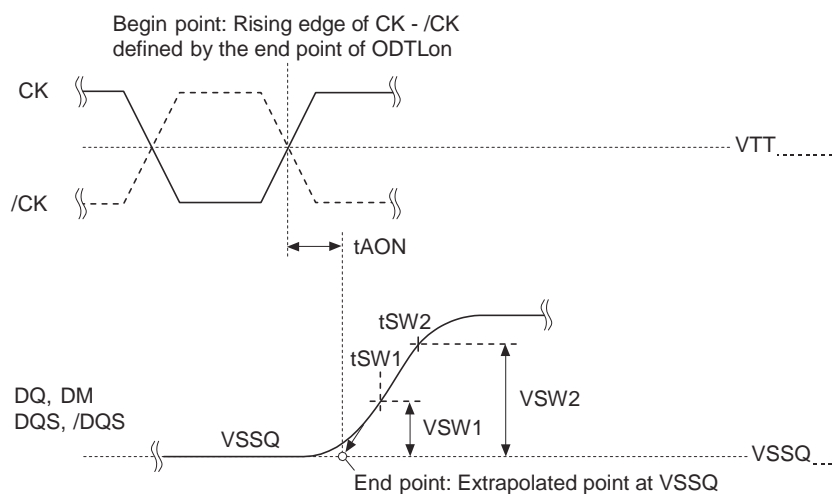 Begin point: Rising edge of CK - /CK
defined by the end point of ODTLon
CK
VTT
/CK
tAON
tSW2
tSW1
DQ, DM
DQS, /DQS
VSW2
VSW1
VSSQ
VSSQ
End point: Extrapolated point at VSSQ